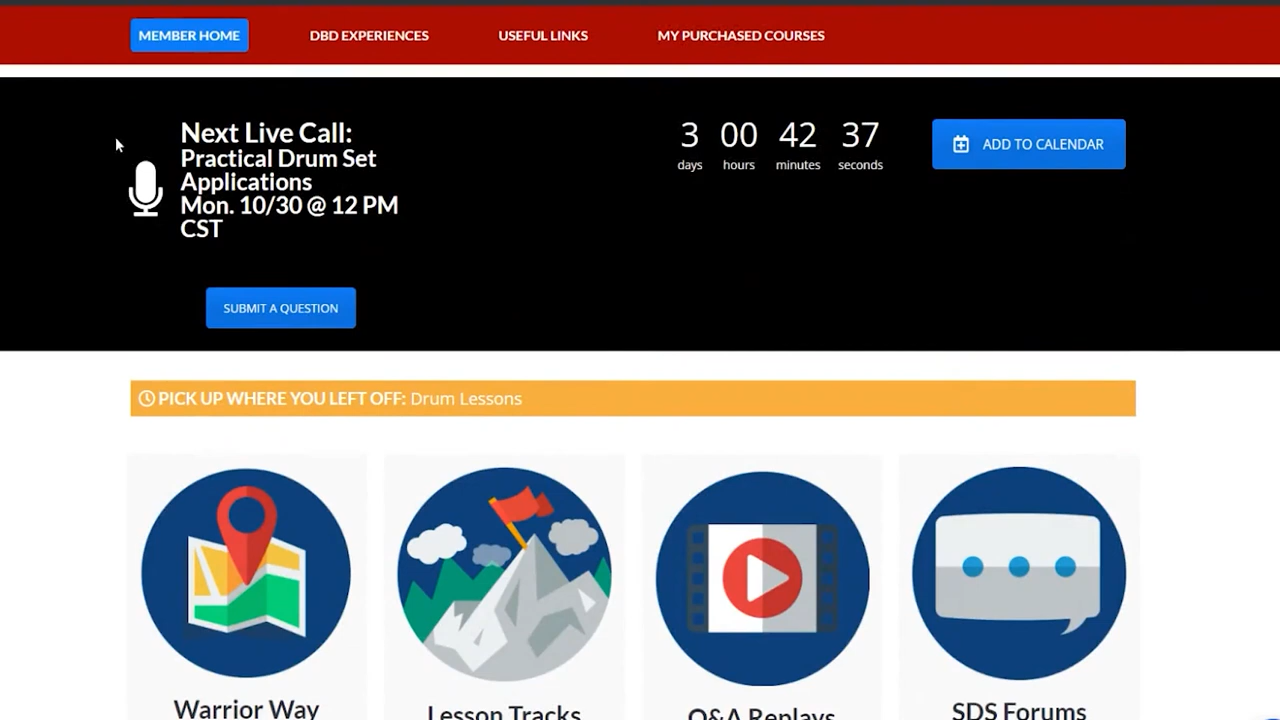 MEMBER HOME
DBD EXPERIENCES
USEFUL LINKS
MY PURCHASED COURSES
Next Live Call:
Practical Drum Set
Applications
Mon. 10/30 @ 12 PM
CST
3 00 42 37
days hours minutes seconds
ADD TO CALENDAR
SUBMIT A QUESTION
PICK UP WHERE YOU LEFT OFF: Drum Lessons
Warrior Way
Lesson Tracks
Q&A Replays
SDS Forums